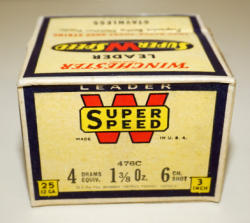 STAYNLESS
LEADER
SUPER W SPEED
WINCHESTER
LEADER
W
SUPER
SPEED
MADE IN U.S.A.
476C
4 DRAMS EQUIV. 1 3/8 OZ. 6 CH. SHOT
25 12 GA. 3 INCH